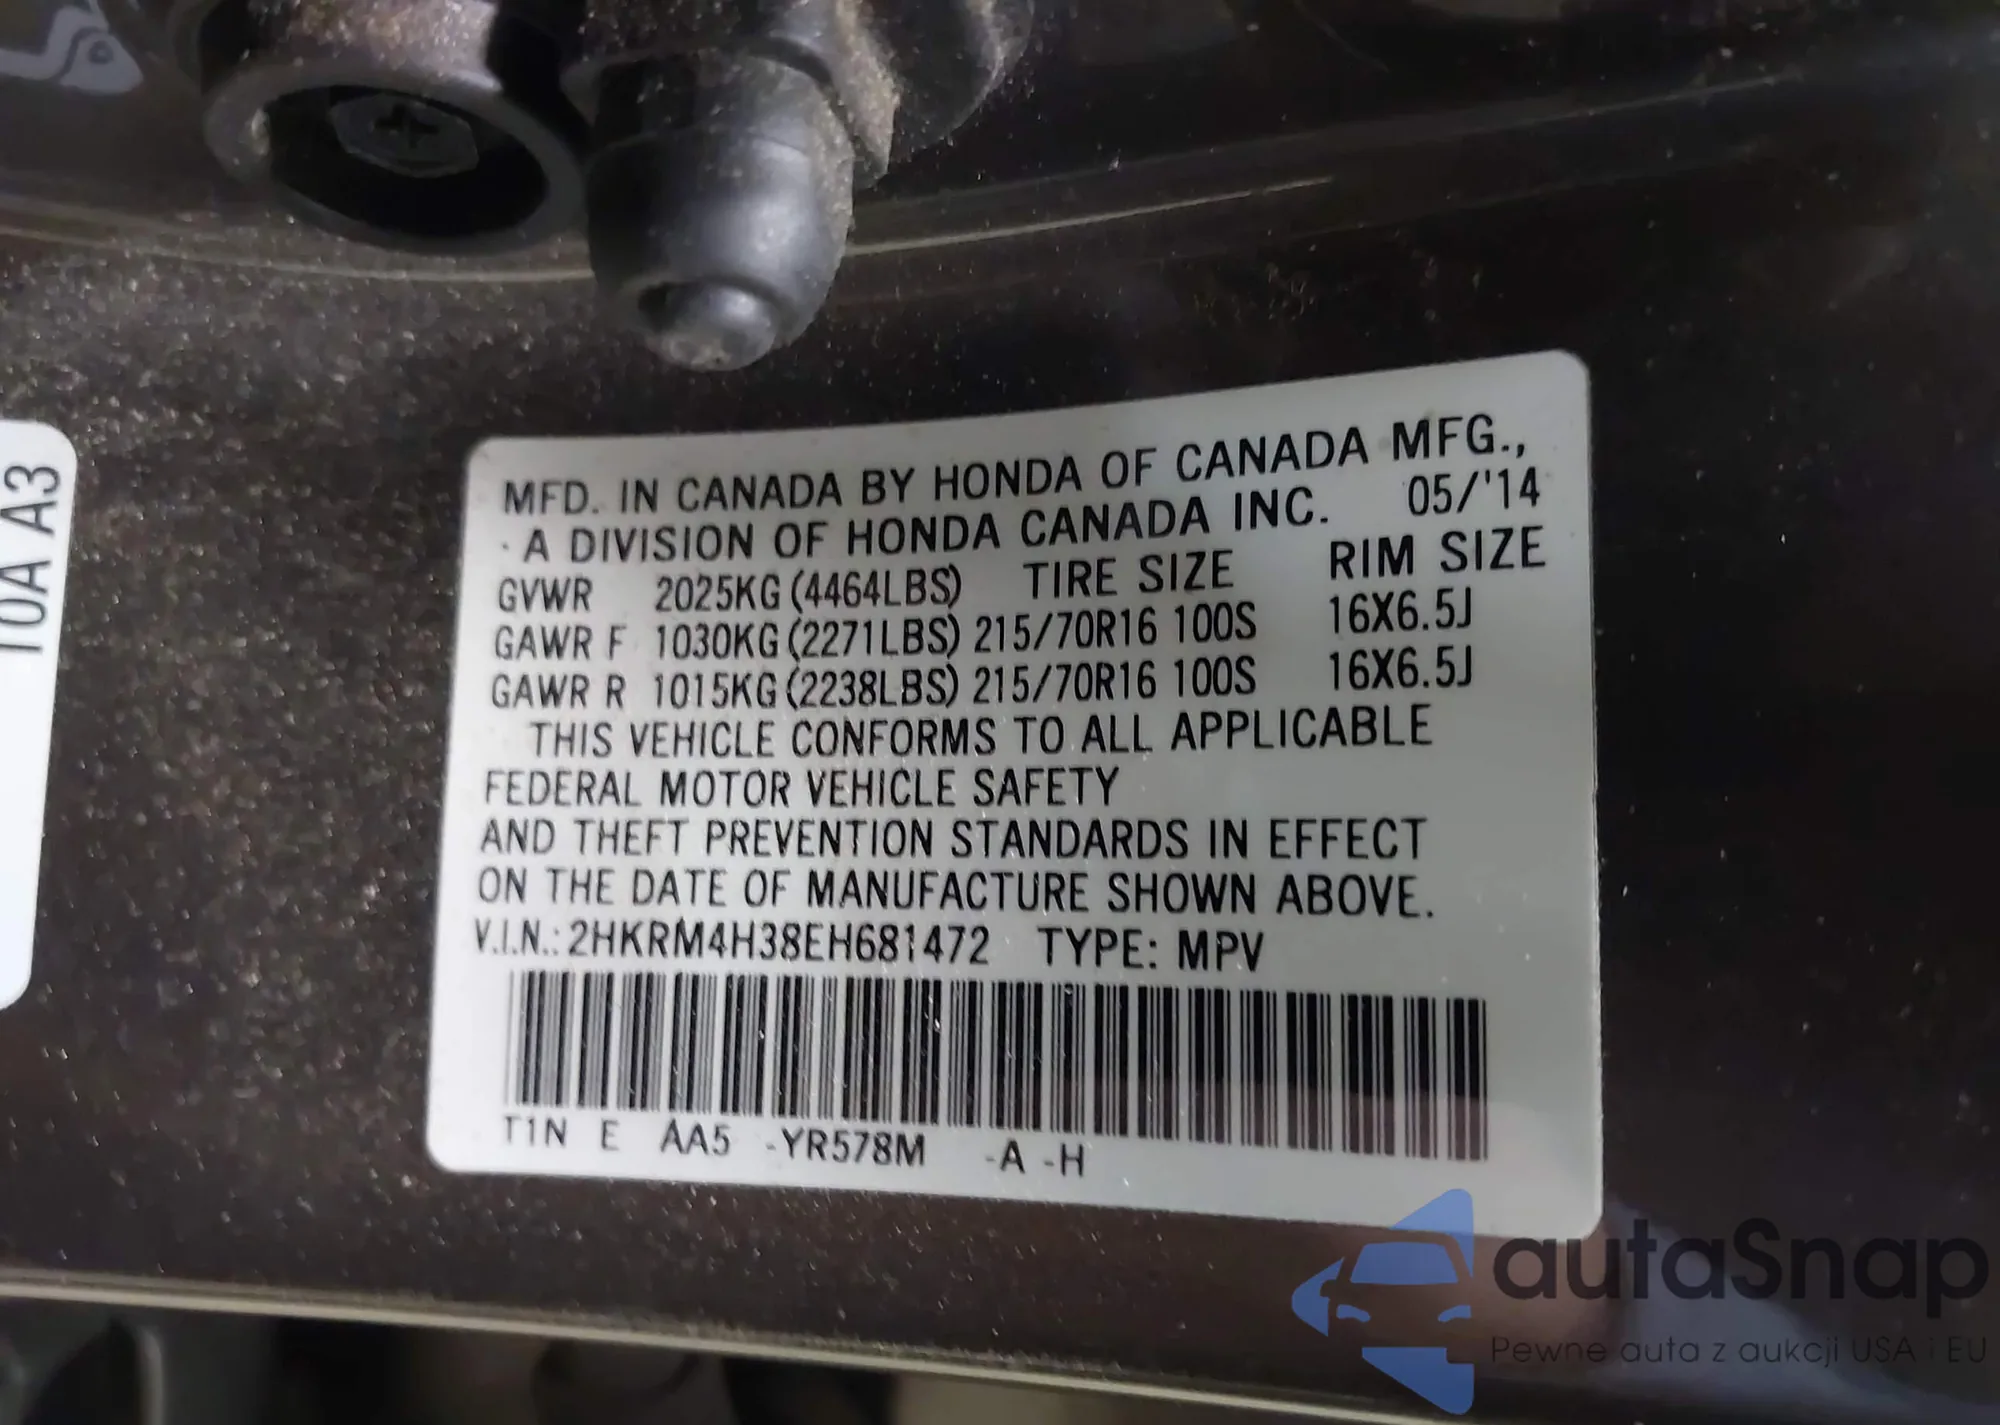 10A A3
MFD. IN CANADA BY HONDA OF CANADA MFG.,
A DIVISION OF HONDA CANADA INC. 05/'14
GVWR 2025KG (4464LBS) TIRE SIZE RIM SIZE
GAWR F 1030KG (2271LBS) 215/70R16 100S 16X6.5J
GAWR R 1015KG (2238LBS) 215/70R16 100S 16X6.5J
THIS VEHICLE CONFORMS TO ALL APPLICABLE
FEDERAL MOTOR VEHICLE SAFETY
AND THEFT PREVENTION STANDARDS IN EFFECT
ON THE DATE OF MANUFACTURE SHOWN ABOVE.
V.I.N.: 2HKRM4H38EH681472 TYPE: MPV
T1N E AA5 -YR578M -A -H
autaSnap
Pewne auta z aukcji USA i EU